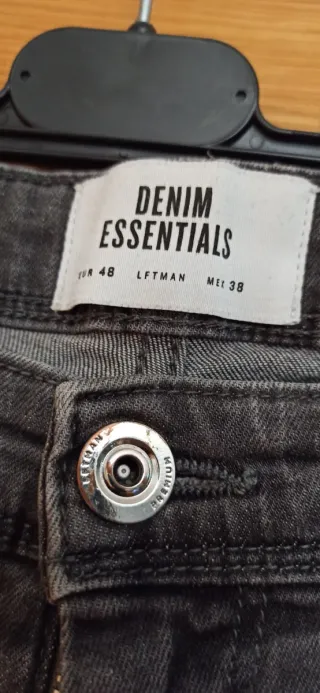 DENIM
ESSENTIALS
EUR 48 LFTMAN MEX 38
LFTMAN PREMIUM